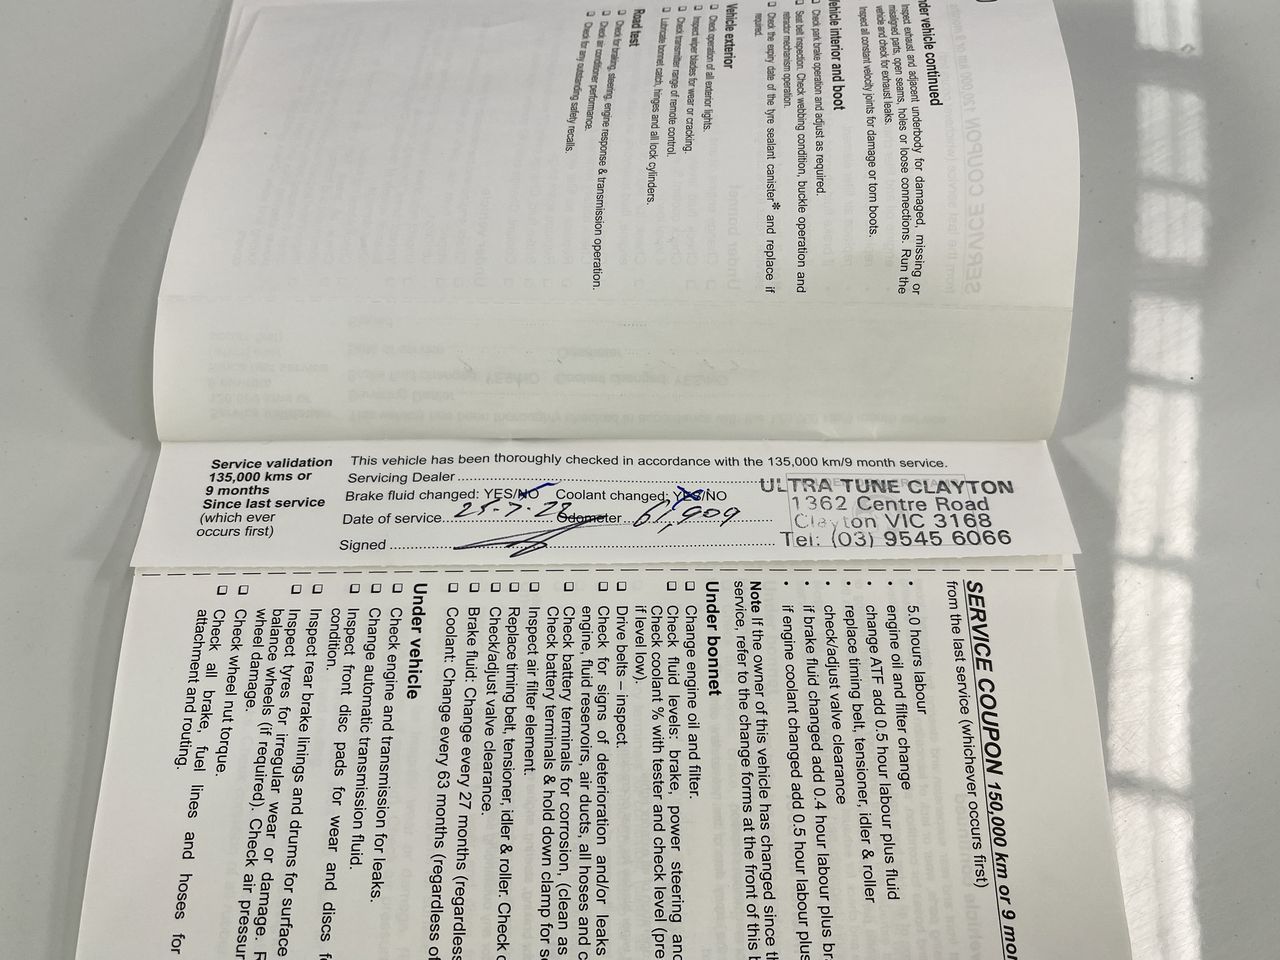 under vehicle continued
Inspect exhaust and adjacent underbody for damaged, missing or
misaligned parts, open seams, holes or loose connections. Run the
vehicle and check for exhaust leaks.
Inspect all constant velocity joints for damage or torn boots.
Vehicle interior and boot
❑ Check park brake operation and adjust as required.
❑ Seat belt inspection. Check webbing condition, buckle operation and
retractor mechanism operation.
❑ Check the expiry date of the tyre sealant canister* and replace if
required.
Vehicle exterior
❑ Check operation of all exterior lights.
❑ Inspect wiper blades for wear or cracking.
❑ Check transmitter range of remote control.
❑ Lubricate bonnet catch, hinges and all lock cylinders.
Road test
❑ Check for braking, steering, engine response & transmission operation.
❑ Check air conditioner performance.
❑ Check for any outstanding safety recalls.
Service validation
135,000 kms or
9 months
Since last service
(which ever
occurs first)
This vehicle has been thoroughly checked in accordance with the 135,000 km/9 month service.
Servicing Dealer
Brake fluid changed: YES/NO Coolant changed: YES/NO
Date of service 25-7-23 Odometer 61,909
Signed
ULTRA TUNE CLAYTON
1362 Centre Road
Clayton VIC 3168
Tel: (03) 9545 6066
SERVICE COUPON 150,000 km or 9 mon
from the last service (whichever occurs first)
• 5.0 hours labour
• engine oil and filter change
• change ATF add 0.5 hour labour plus fluid
• replace timing belt, tensioner, idler & roller
• check/adjust valve clearance
• if brake fluid changed add 0.4 hour labour plus br
• if engine coolant changed add 0.5 hour labour plus
Note If the owner of this vehicle has changed since th
service, refer to the change forms at the front of this b
Under bonnet
❑ Change engine oil and filter.
❑ Check fluid levels: brake, power steering and
Check coolant % with tester and check level (pre
if level low).
❑ Drive belts – inspect.
❑ Check for signs of deterioration and/or leaks
engine, fluid reservoirs, air ducts, all hoses and c
❑ Check battery terminals for corrosion, (clean as
Check battery terminals & hold down clamp for s
❑ Inspect air filter element.
❑ Replace timing belt, tensioner, idler & roller. Check
❑ Check/adjust valve clearance.
❑ Brake fluid: Change every 27 months (regardless
❑ Coolant: Change every 63 months (regardless of
Under vehicle
❑ Check engine and transmission for leaks.
❑ Change automatic transmission fluid.
❑ Inspect front disc pads for wear and discs f
condition.
❑ Inspect rear brake linings and drums for surface
❑ Inspect tyres for irregular wear or damage. R
balance wheels (if required). Check air pressur
wheel damage.
❑ Check wheel nut torque.
❑ Check all brake, fuel lines and hoses for
attachment and routing.